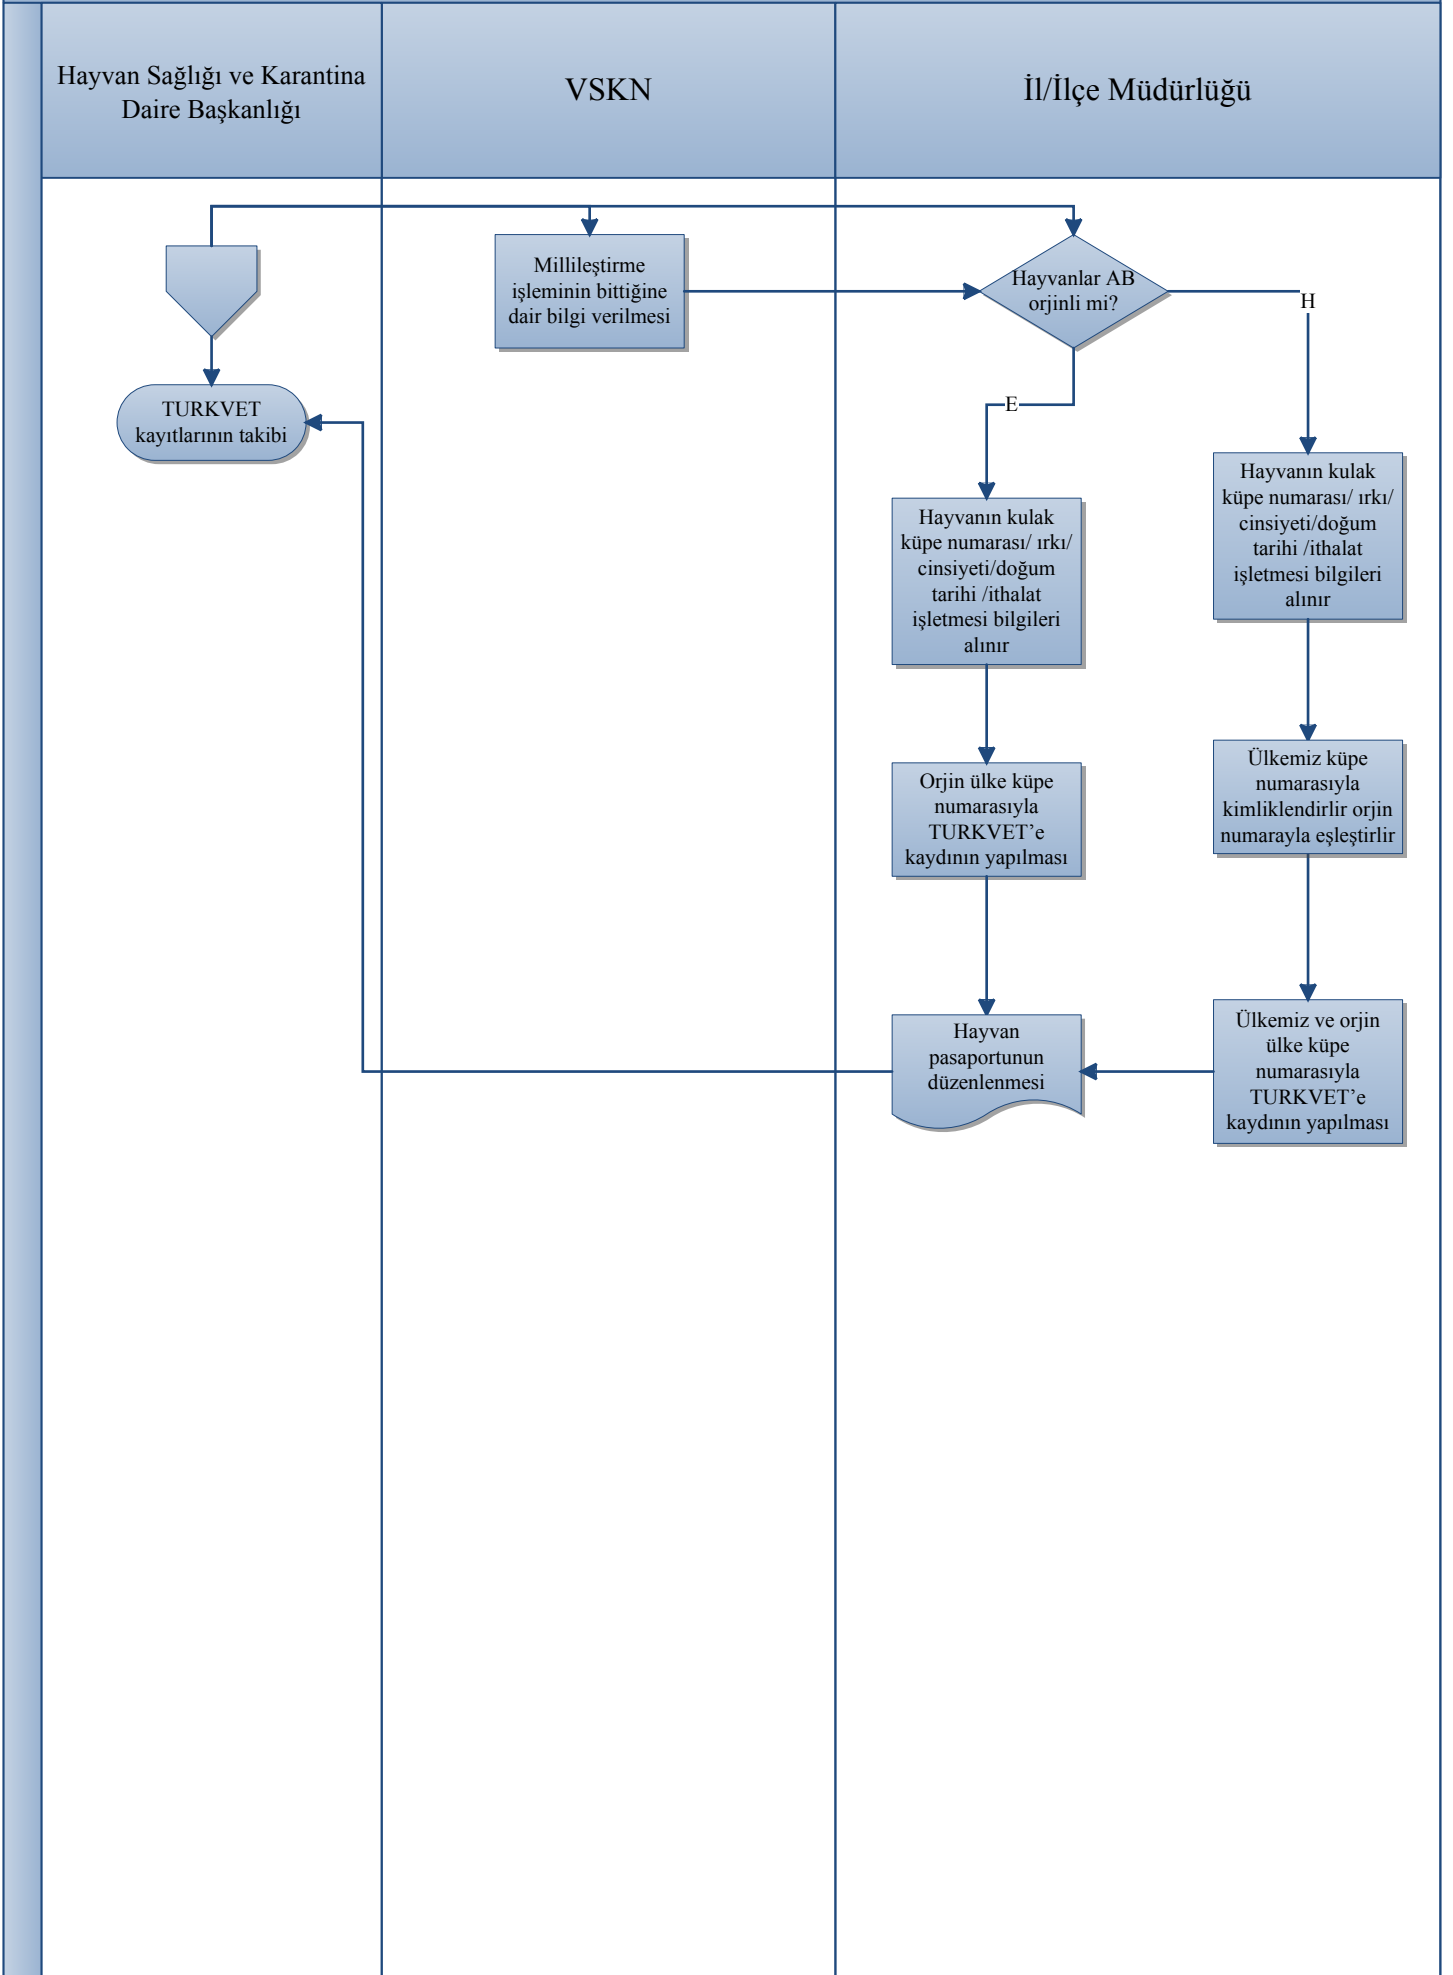 Hayvan Sağlığı ve Karantina
Daire Başkanlığı
VSKN
İl/İlçe Müdürlüğü
Millileştirme
işleminin bittiğine
dair bilgi verilmesi
Hayvanlar AB
orjinli mi?
H
E
TURKVET
kayıtlarının takibi
Hayvanın kulak
küpe numarası/ ırkı/
cinsiyeti/doğum
tarihi /ithalat
işletmesi bilgileri
alınır
Hayvanın kulak
küpe numarası/ ırkı/
cinsiyeti/doğum
tarihi /ithalat
işletmesi bilgileri
alınır
Orjin ülke küpe
numarasıyla
TURKVET’e
kaydının yapılması
Ülkemiz küpe
numarasıyla
kimliklendirlir orjin
numarayla eşleştirlir
Hayvan
pasaportunun
düzenlenmesi
Ülkemiz ve orjin
ülke küpe
numarasıyla
TURKVET’e
kaydının yapılması